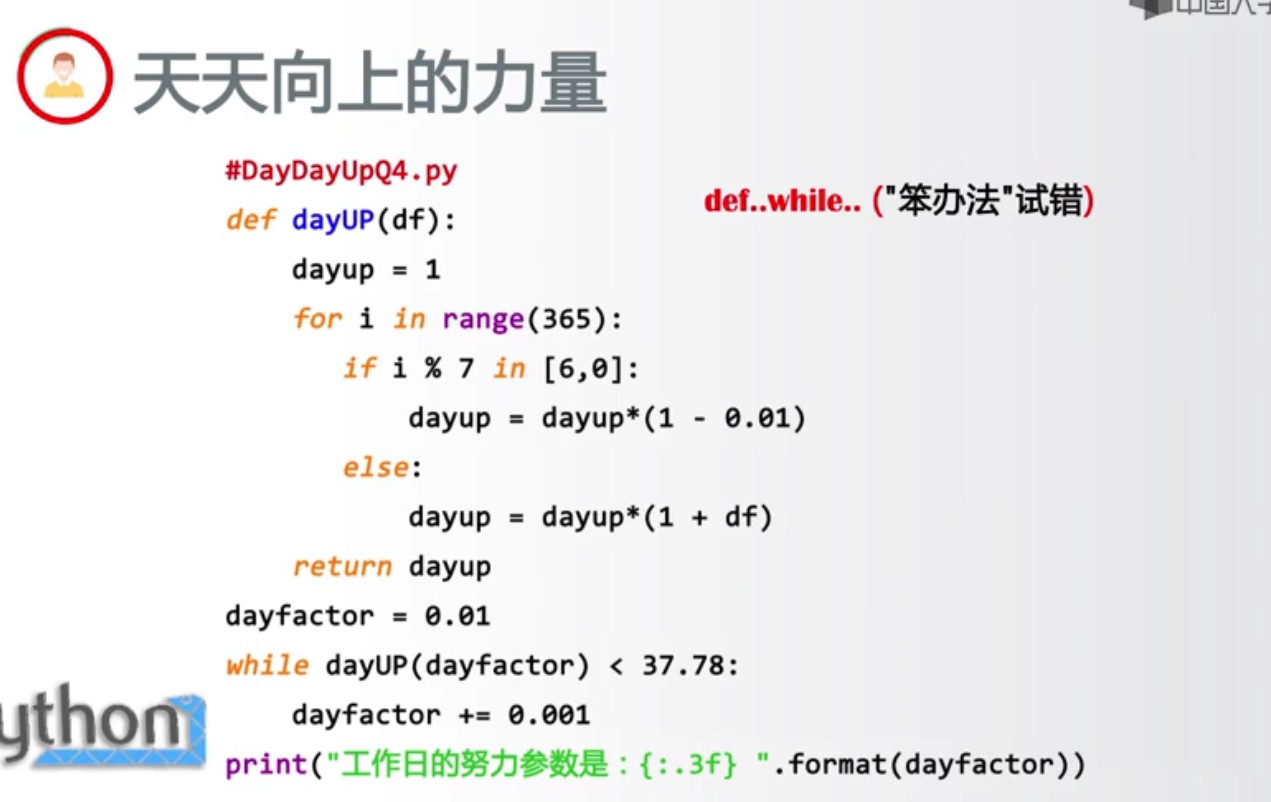 中国大学
天天向上的力量
#DayDayUpQ4.py
def..while.. ("笨办法"试错)
def dayUP(df):
    dayup = 1
    for i in range(365):
        if i % 7 in [6,0]:
            dayup = dayup*(1 - 0.01)
        else:
            dayup = dayup*(1 + df)
    return dayup
dayfactor = 0.01
while dayUP(dayfactor) < 37.78:
    dayfactor += 0.001
print("工作日的努力参数是：{:.3f} ".format(dayfactor))
ython